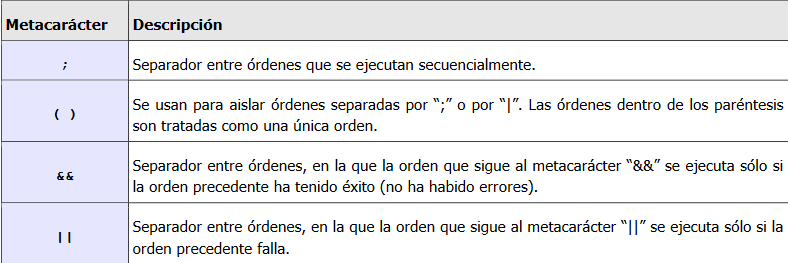 Metacarácter Descripción
; Separador entre órdenes que se ejecutan secuencialmente.
( ) Se usan para aislar órdenes separadas por “;” o por “|”. Las órdenes dentro de los paréntesis
son tratadas como una única orden.
&& Separador entre órdenes, en la que la orden que sigue al metacarácter “&&” se ejecuta sólo si
la orden precedente ha tenido éxito (no ha habido errores).
|| Separador entre órdenes, en la que la orden que sigue al metacarácter “||” se ejecuta sólo si la
orden precedente falla.